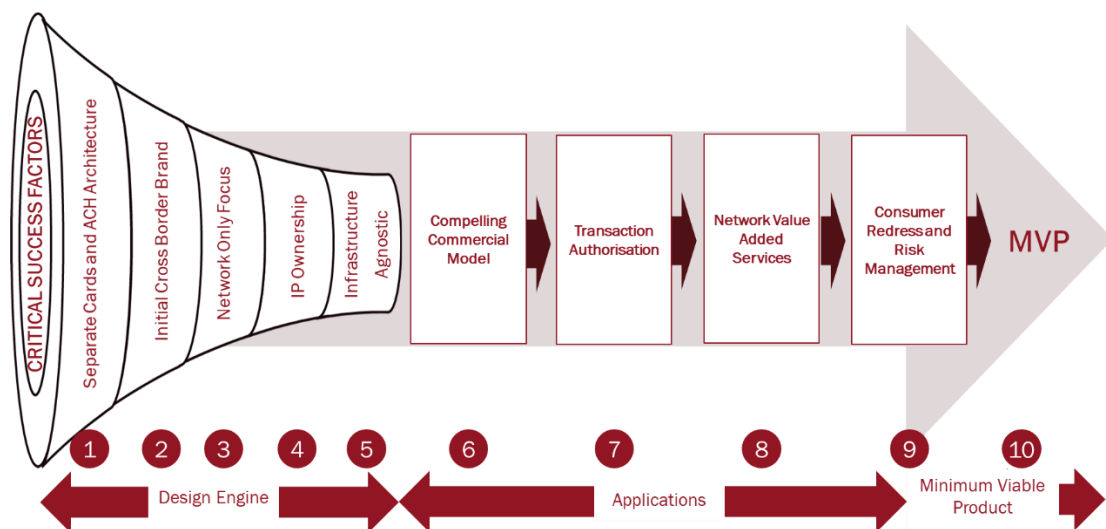 CRITICAL SUCCESS FACTORS
Separate Cards and ACH Architecture
Initial Cross Border Brand
Network Only Focus
IP Ownership
Infrastructure
Agnostic
Compelling
Commercial
Model
Transaction
Authorisation
Network Value
Added
Services
Consumer
Redress and
Risk
Management
MVP
1
2
3
4
5
6
7
8
9
10
Design Engine
Applications
Minimum Viable
Product